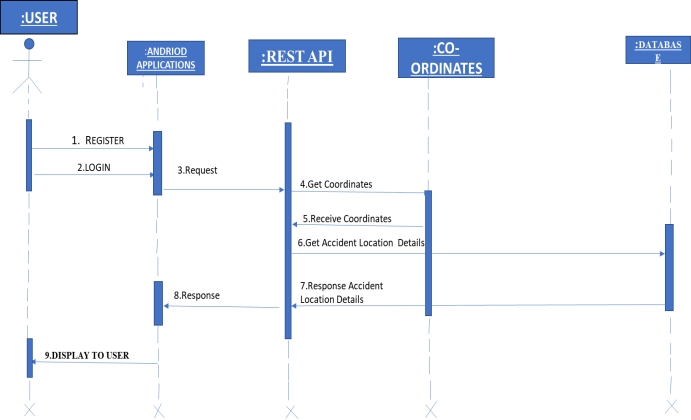 :USER
:ANDRIOD
APPLICATIONS
:REST API
:CO-
ORDINATES
:DATABAS
E
1. REGISTER
2.LOGIN
3.Request
4.Get Coordinates
5.Receive Coordinates
6.Get Accident Location Details
7.Response Accident
Location Details
8.Response
9.DISPLAY TO USER